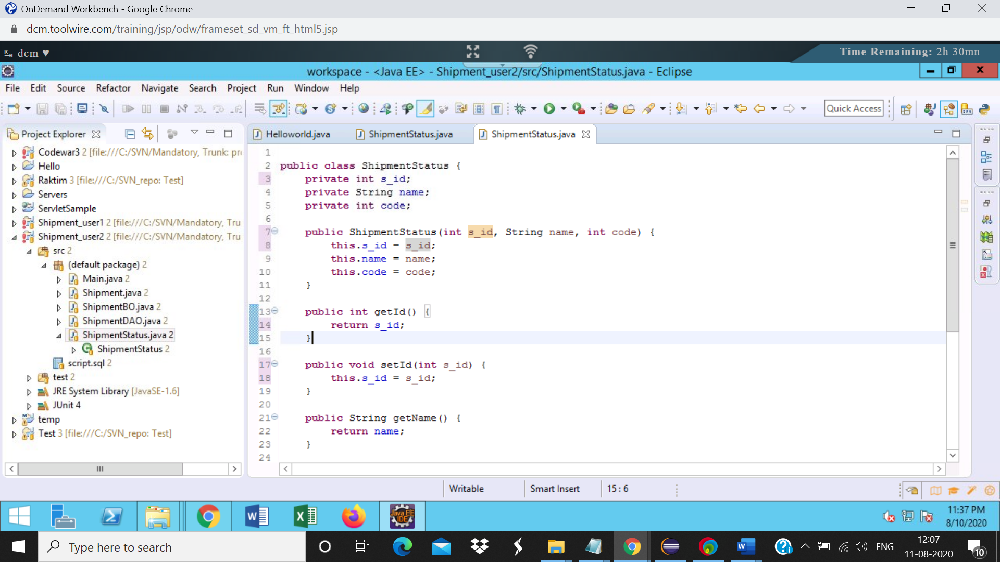 OnDemand Workbench - Google Chrome
dcm.toolwire.com/training/jsp/odw/frameset_sd_vm_ft_html5.jsp
dcm ♥
Time Remaining: 2h 30mn
workspace - <Java EE> - Shipment_user2/src/ShipmentStatus.java - Eclipse
File Edit Source Refactor Navigate Search Project Run Window Help
Quick Access
Project Explorer
Codewar3 2 [file:///C:/SVN/Mandatory, Trunk: pr
Hello
Raktim 3 [file:///C:/SVN_repo: Test]
Servers
ServletSample
Shipment_user1 2 [file:///C:/SVN/Mandatory, Tru
Shipment_user2 2 [file:///C:/SVN/Mandatory, Tru
src 2
(default package) 2
Main.java 2
Shipment.java 2
ShipmentBO.java 2
ShipmentDAO.java 2
ShipmentStatus.java 2
ShipmentStatus 2
script.sql 2
test 2
JRE System Library [JavaSE-1.6]
JUnit 4
temp
Test 3 [file:///C:/SVN_repo: Test]
Helloworld.java ShipmentStatus.java ShipmentStatus.java
1
2 public class ShipmentStatus {
3 private int s_id;
4 private String name;
5 private int code;
6
7 public ShipmentStatus(int s_id, String name, int code) {
8 this.s_id = s_id;
9 this.name = name;
10 this.code = code;
11 }
12
13 public int getId() {
14 return s_id;
15 }
16
17 public void setId(int s_id) {
18 this.s_id = s_id;
19 }
20
21 public String getName() {
22 return name;
23 }
24
Writable Smart Insert 15 : 6
Java EE
IDE
11:37 PM
8/10/2020
Type here to search
ENG
12:07
11-08-2020
10